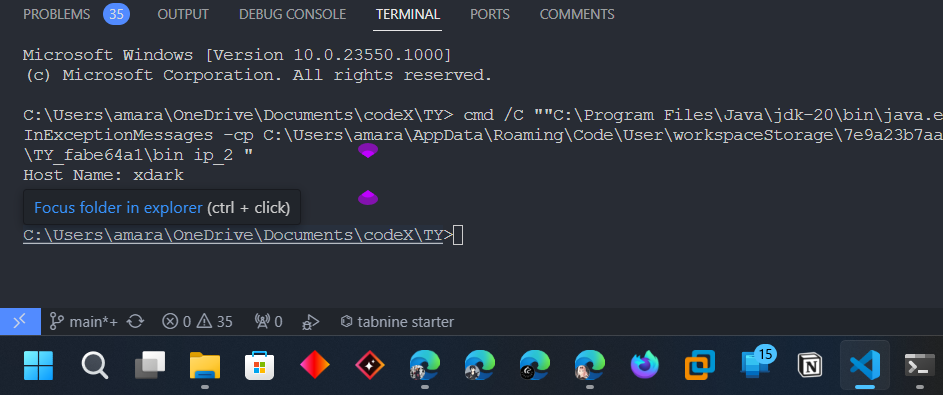 PROBLEMS 35 OUTPUT DEBUG CONSOLE TERMINAL PORTS COMMENTS
Microsoft Windows [Version 10.0.23550.1000]
(c) Microsoft Corporation. All rights reserved.
C:\Users\amara\OneDrive\Documents\codeX\TY> cmd /C ""C:\Program Files\Java\jdk-20\bin\java.e
InExceptionMessages -cp C:\Users\amara\AppData\Roaming\Code\User\workspaceStorage\7e9a23b7aa
\TY_fabe64a1\bin ip_2 "
Host Name: xdark
Focus folder in explorer (ctrl + click)
C:\Users\amara\OneDrive\Documents\codeX\TY>
main*+ 0 35 0 tabnine starter
15